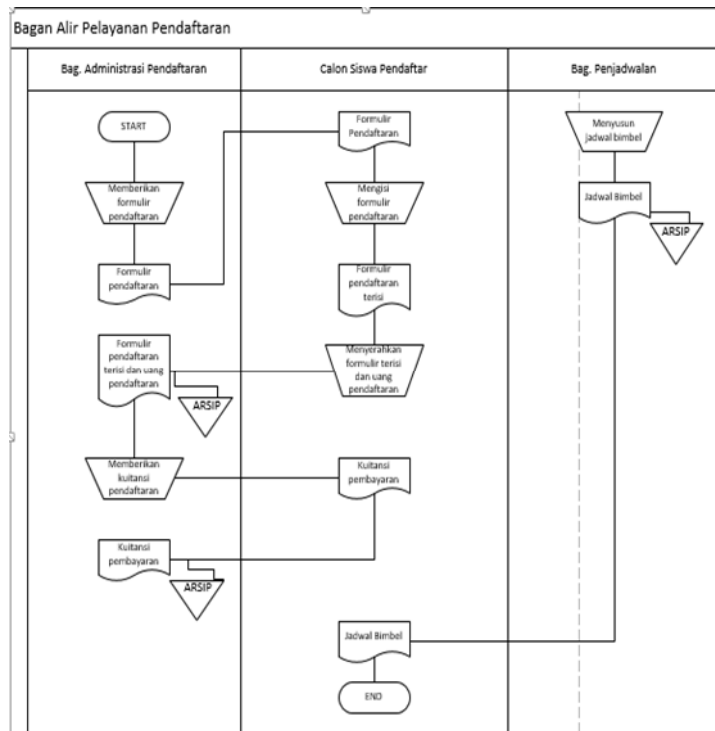 Bagan Alir Pelayanan Pendaftaran
Bag. Administrasi Pendaftaran
Calon Siswa Pendaftar
Bag. Penjadwalan
START
Formulir
Pendaftaran
Menyusun
jadwal bimbel
Memberikan
formulir
pendaftaran
Mengisi
formulir
pendaftaran
Jadwal Bimbel
ARSIP
Formulir
pendaftaran
Formulir
pendaftaran
terisi
Formulir
pendaftaran
terisi dan uang
pendaftaran
ARSIP
Menyerahkan
formulir terisi
dan uang
pendaftaran
Memberikan
kuitansi
pendaftaran
Kuitansi
pembayaran
Kuitansi
pembayaran
ARSIP
Jadwal Bimbel
END